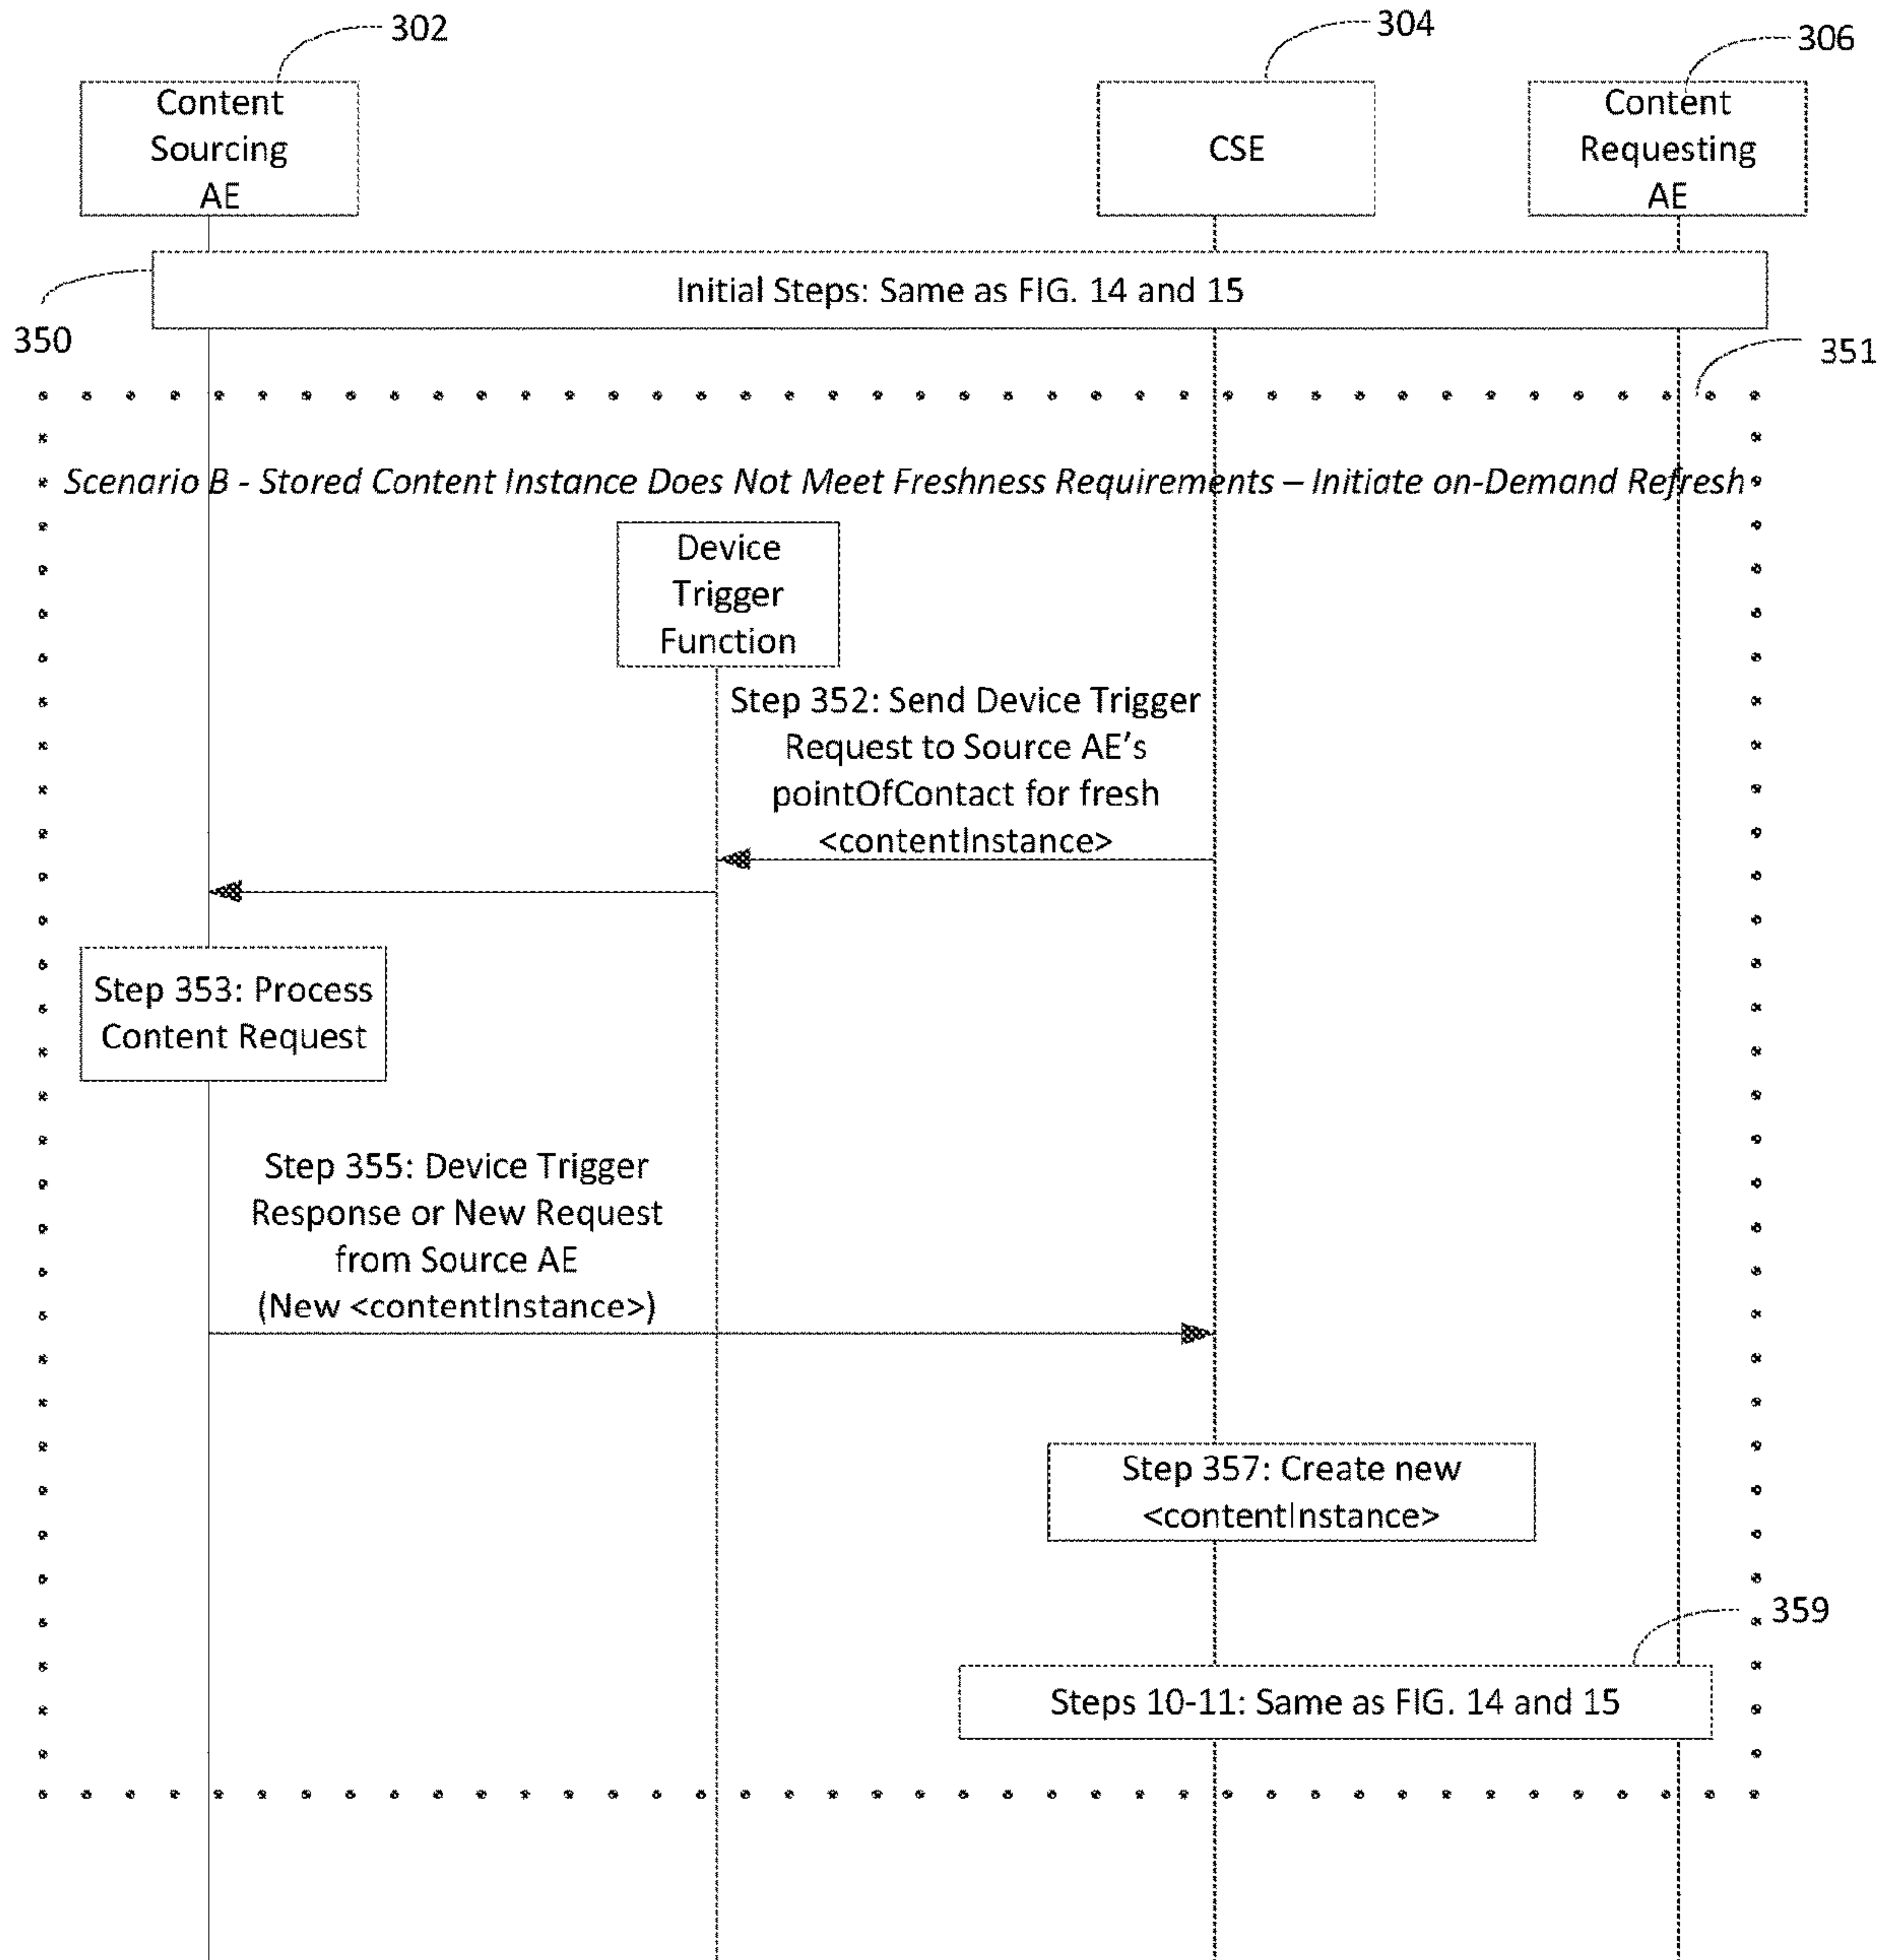 302
304
306
Content
Sourcing
AE
CSE
Content
Requesting
AE
Initial Steps: Same as FIG. 14 and 15
350
351
Scenario B - Stored Content Instance Does Not Meet Freshness Requirements – Initiate on-Demand Refresh
Device
Trigger
Function
Step 352: Send Device Trigger
Request to Source AE's
pointOfContact for fresh
<contentInstance>
Step 353: Process
Content Request
Step 355: Device Trigger
Response or New Request
from Source AE
(New <contentInstance>)
Step 357: Create new
<contentInstance>
359
Steps 10-11: Same as FIG. 14 and 15